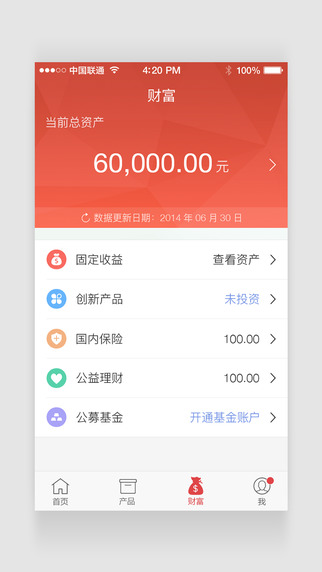 中国联通 4:20 PM 100%
财富
当前总资产
60,000.00 元
数据更新日期：2014 年 06 月 30 日
固定收益 查看资产
创新产品 未投资
国内保险 100.00
公益理财 100.00
公募基金 开通基金账户
首页 产品 财富 我